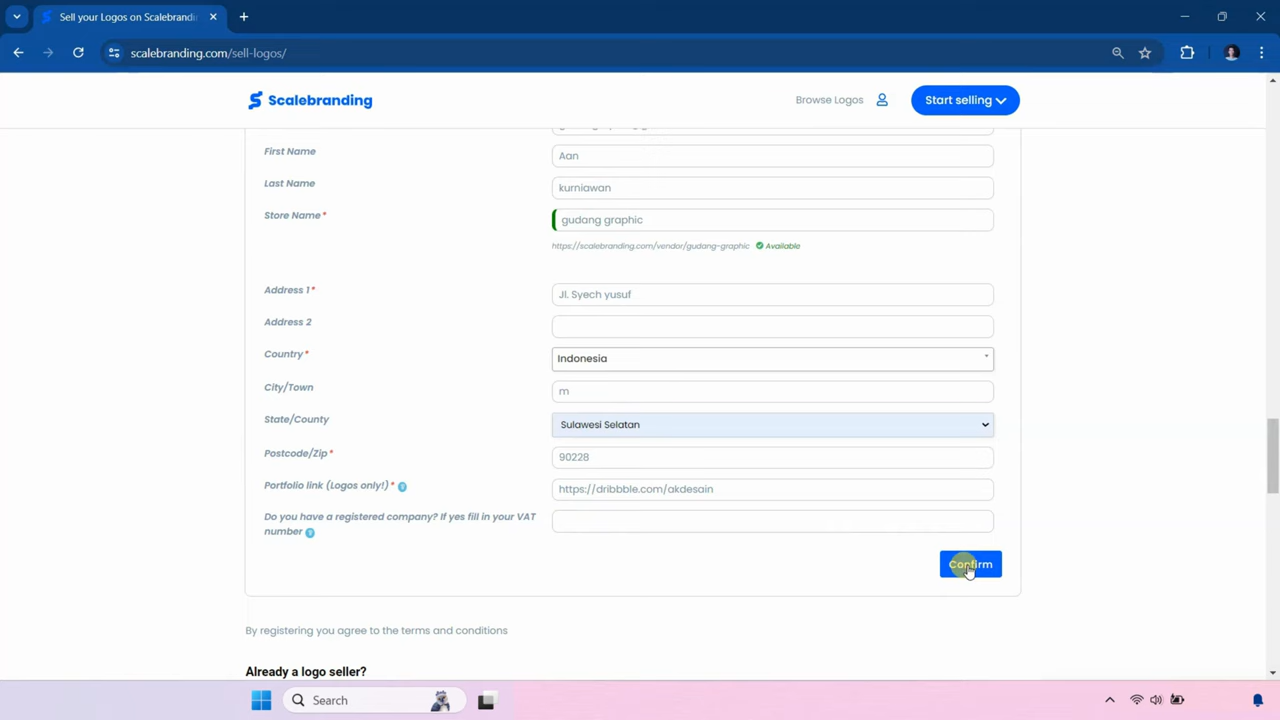 Sell your Logos on Scalebrandin
scalebranding.com/sell-logos/
Scalebranding
Browse Logos
Start selling
First Name
Aan
Last Name
kurniawan
Store Name*
gudang graphic
https://scalebranding.com/vendor/gudang-graphic Available
Address 1*
Jl. Syech yusuf
Address 2
Country*
Indonesia
City/Town
m
State/County
Sulawesi Selatan
Postcode/Zip*
90228
Portfolio link (Logos only!)*
https://dribbble.com/akdesain
Do you have a registered company? If yes fill in your VAT
number
Confirm
By registering you agree to the terms and conditions
Already a logo seller?
Search